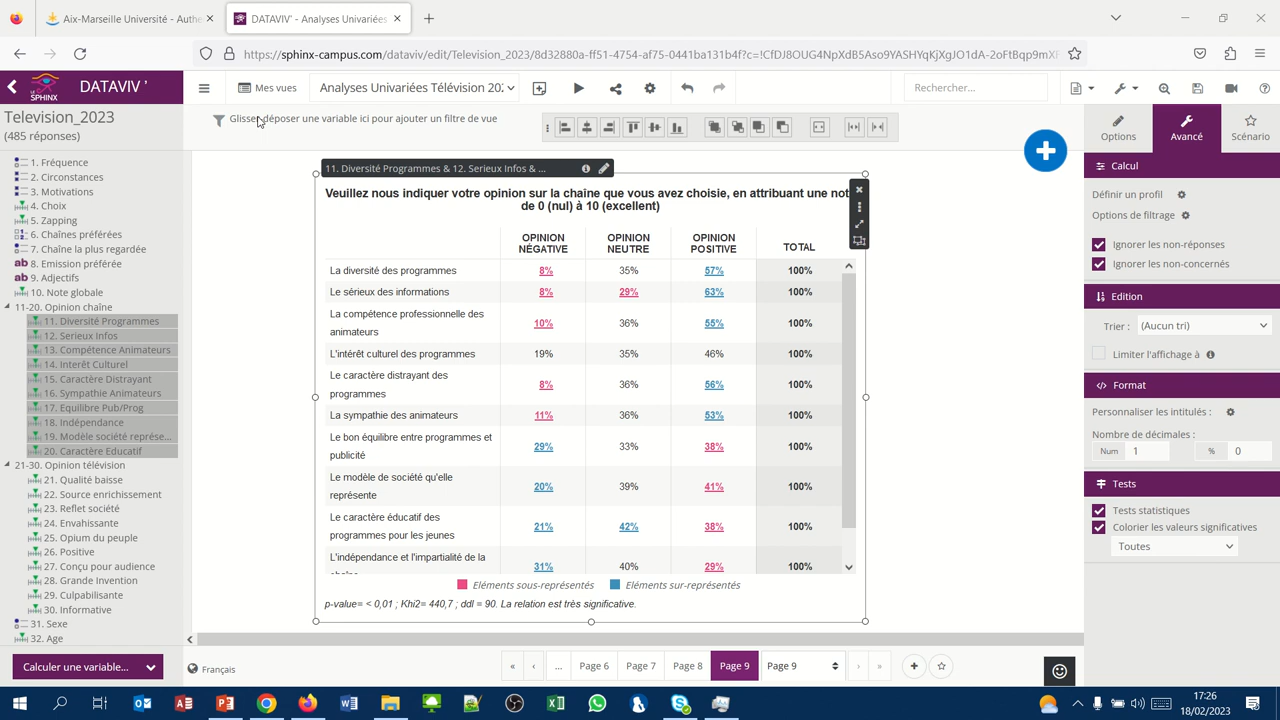 Aix-Marseille Université - Authe
DATAVIV' - Analyses Univariées
https://sphinx-campus.com/dataviv/edit/Television_2023/8d32880a-ff51-4754-af75-0441ba131b4f?c=!CfDJ8OUG4NpXdB5Aso9YASHYqKjXgJO1dA-2oFtBqp9mXF
LE SPHINX
DATAVIV '
Mes vues
Analyses Univariées Télévision 202
Rechercher...
Television_2023
(485 réponses)
Glisser déposer une variable ici pour ajouter un filtre de vue
Options
Avancé
Scénario
1. Fréquence
2. Circonstances
3. Motivations
4. Choix
5. Zapping
6. Chaînes préférées
7. Chaîne la plus regardée
8. Emission préférée
9. Adjectifs
10. Note globale
11-20. Opinion chaîne
11. Diversité Programmes
12. Serieux Infos
13. Compétence Animateurs
14. Interêt Culturel
15. Caractère Distrayant
16. Sympathie Animateurs
17. Equilibre Pub/Prog
18. Indépendance
19. Modèle société représe...
20. Caractère Educatif
21-30. Opinion télévision
21. Qualité baisse
22. Source enrichissement
23. Reflet société
24. Envahissante
25. Opium du peuple
26. Positive
27. Conçu pour audience
28. Grande Invention
29. Culpabilisante
30. Informative
31. Sexe
32. Age
Calculer une variable...
11. Diversité Programmes & 12. Serieux Infos & ...
Veuillez nous indiquer votre opinion sur la chaîne que vous avez choisie, en attribuant une not
de 0 (nul) à 10 (excellent)
OPINION NÉGATIVE OPINION NEUTRE OPINION POSITIVE TOTAL
La diversité des programmes 8% 35% 57% 100%
Le sérieux des informations 8% 29% 63% 100%
La compétence professionnelle des animateurs 10% 36% 55% 100%
L'intérêt culturel des programmes 19% 35% 46% 100%
Le caractère distrayant des programmes 8% 36% 56% 100%
La sympathie des animateurs 11% 36% 53% 100%
Le bon équilibre entre programmes et publicité 29% 33% 38% 100%
Le modèle de société qu'elle représente 20% 39% 41% 100%
Le caractère éducatif des programmes pour les jeunes 21% 42% 38% 100%
L'indépendance et l'impartialité de la chaîne 31% 40% 29% 100%
Eléments sous-représentés Eléments sur-représentés
p-value= < 0,01 ; Khi2= 440,7 ; ddl = 90. La relation est très significative.
Calcul
Définir un profil
Options de filtrage
Ignorer les non-réponses
Ignorer les non-concernés
Edition
Trier : (Aucun tri)
Limiter l'affichage à
Format
Personnaliser les intitulés :
Nombre de décimales :
Num 1 % 0
Tests
Tests statistiques
Colorier les valeurs significatives
Toutes
Français
« ‹ ... Page 6 Page 7 Page 8 Page 9 Page 9 › »
17:26
18/02/2023